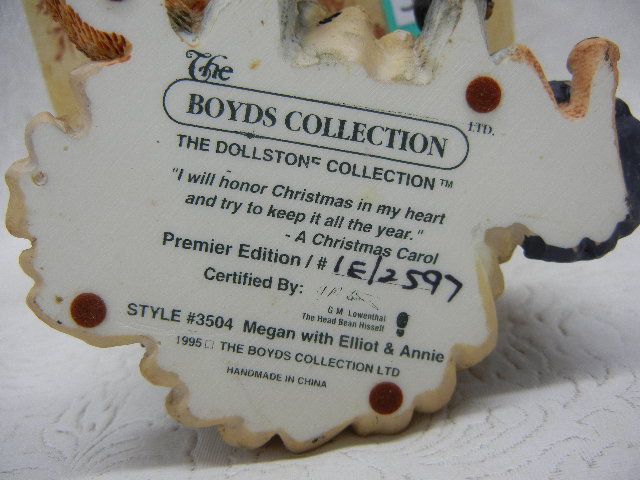 The
BOYDS COLLECTION
LTD.
THE DOLLSTONE COLLECTION™
"I will honor Christmas in my heart
and try to keep it all the year."
- A Christmas Carol
Premier Edition / # 1E/2597
Certified By:
G M Lowenthal
The Head Bean Hisself
STYLE #3504 Megan with Elliot & Annie
1995 □ THE BOYDS COLLECTION LTD
HANDMADE IN CHINA